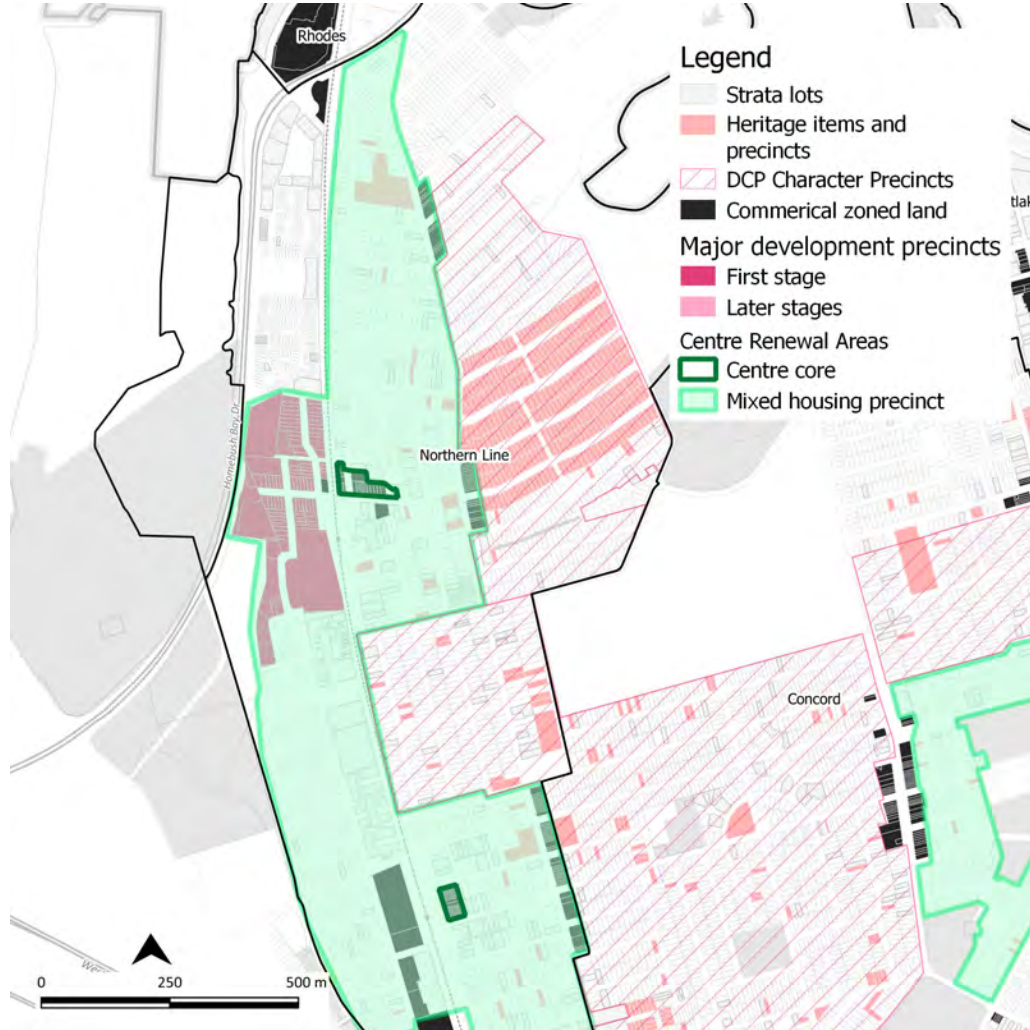 Rhodes
Legend
Strata lots
Heritage items and
precincts
DCP Character Precincts
Commerical zoned land
Major development precincts
First stage
Later stages
Centre Renewal Areas
Centre core
Mixed housing precinct
tlak
Homebush Bay Dr
Northern Line
Concord
We
0 250 500 m